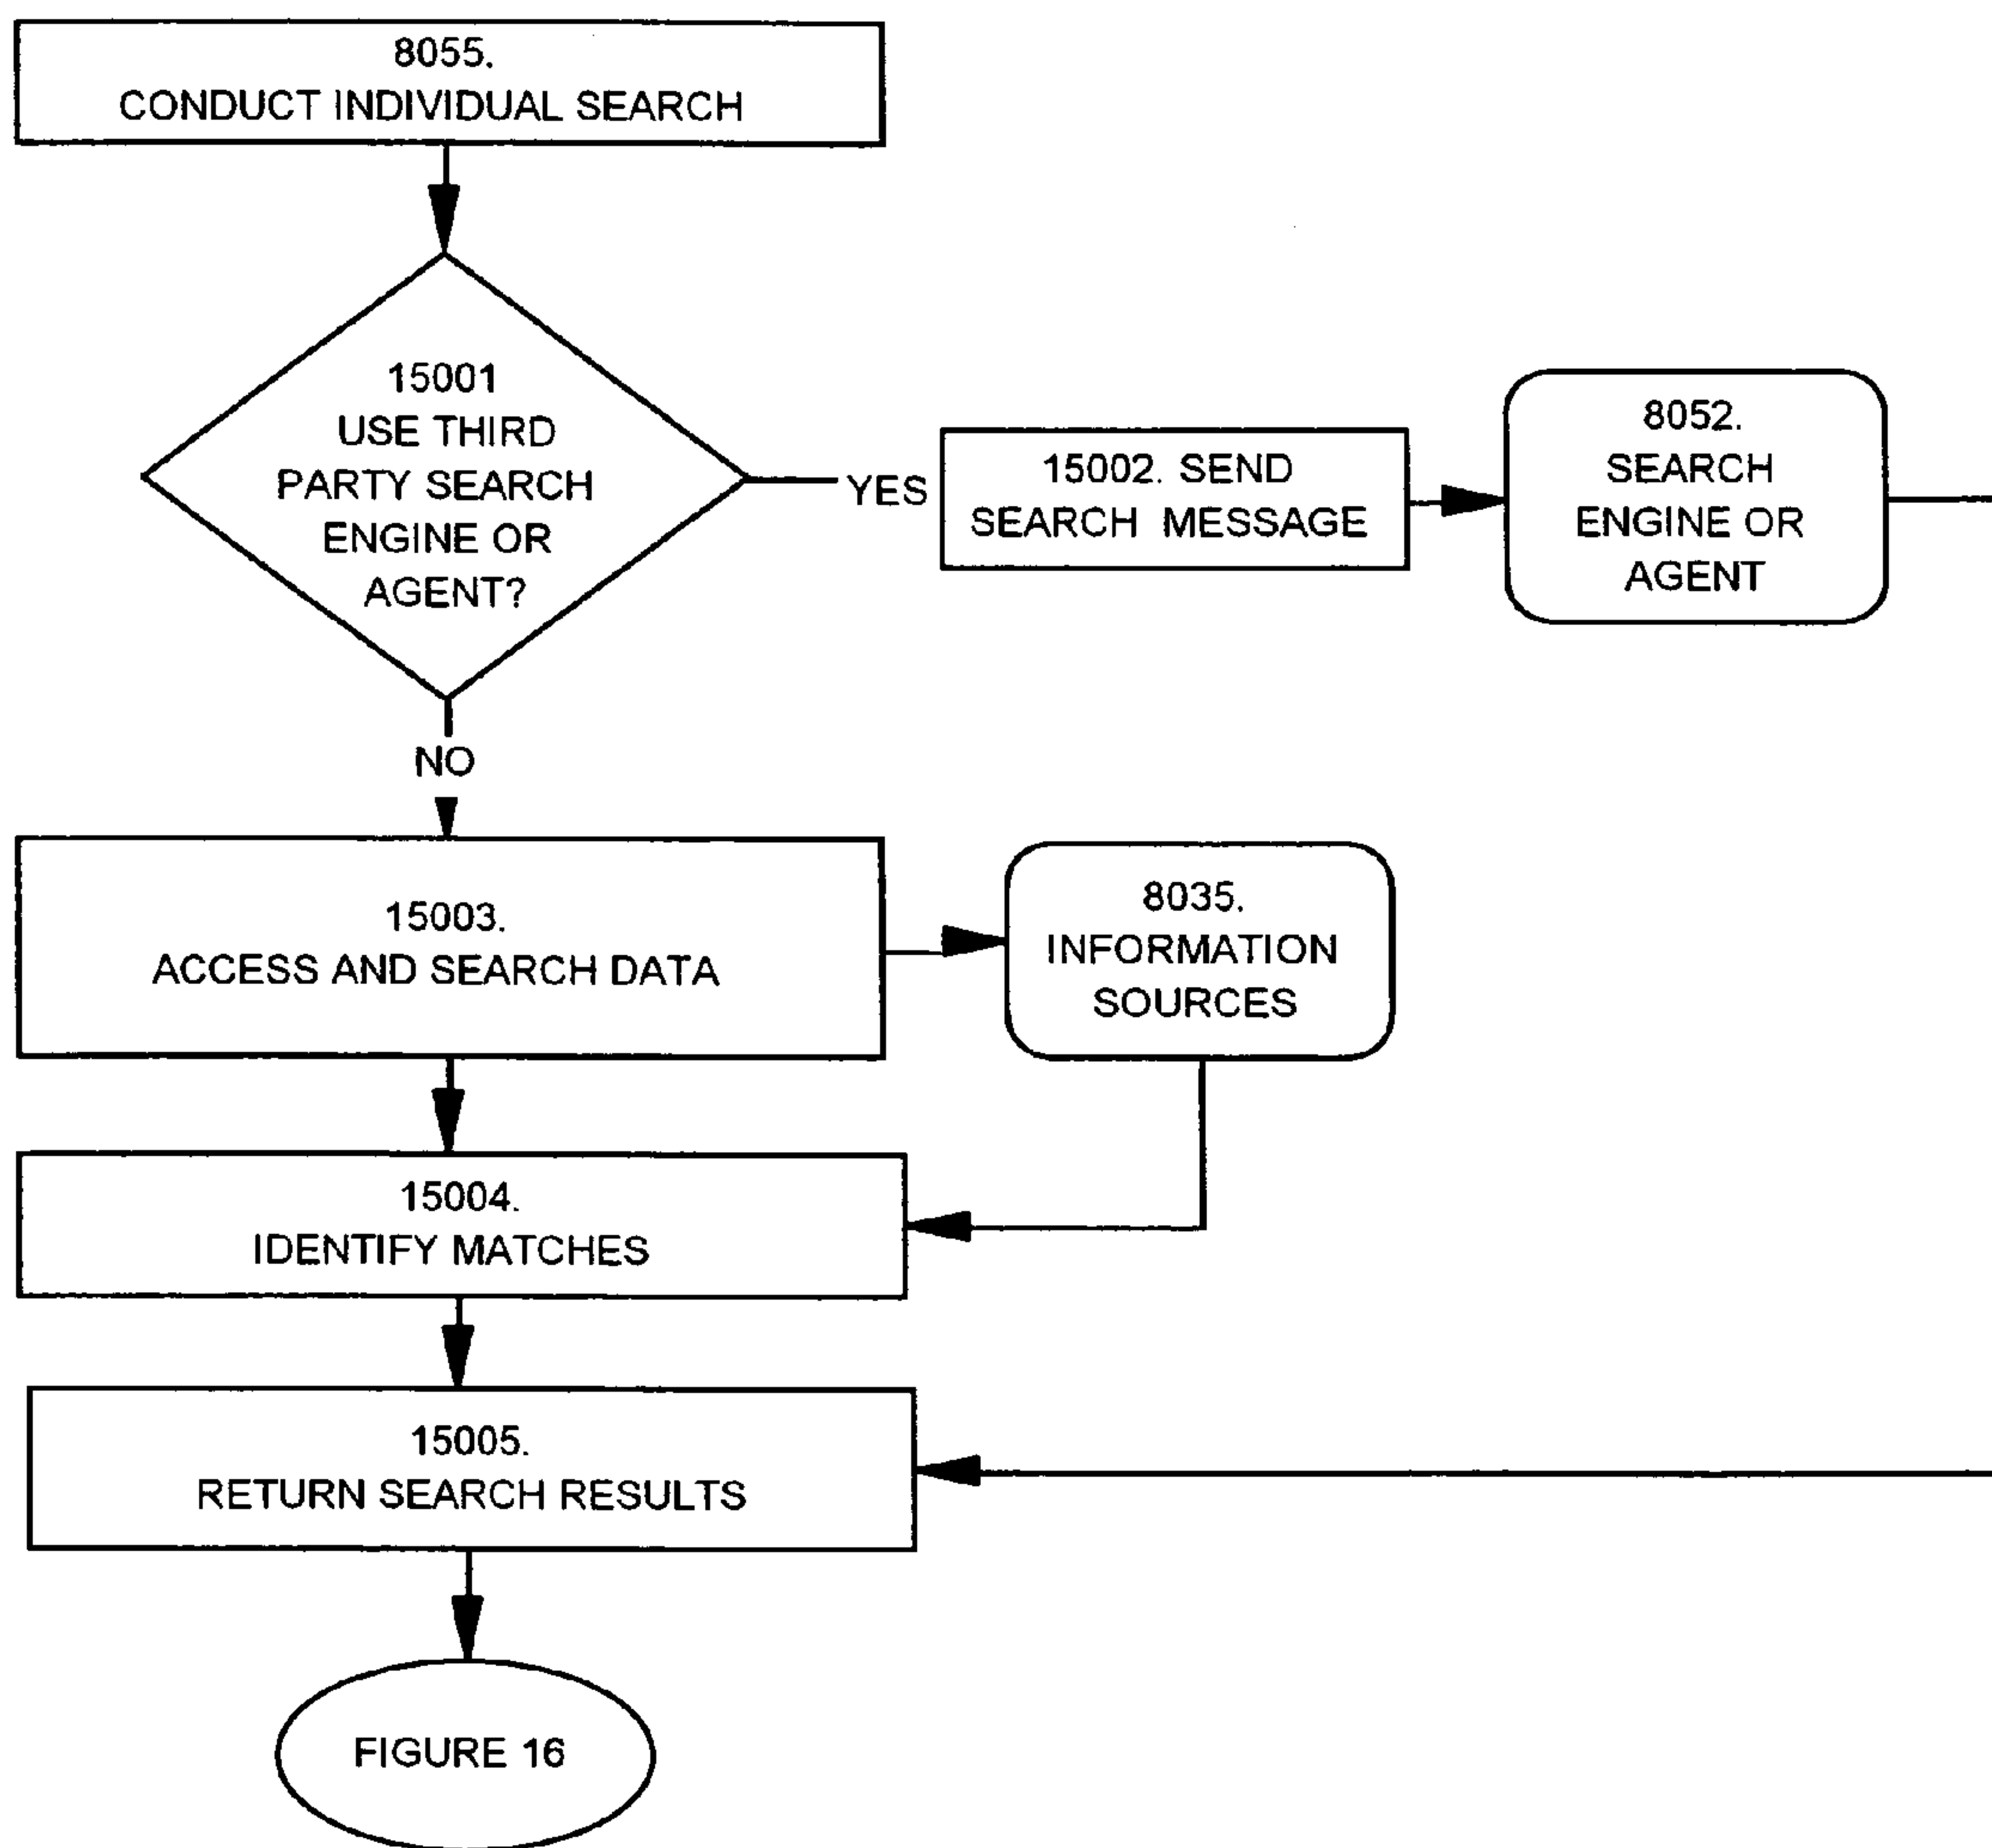 8055.
CONDUCT INDIVIDUAL SEARCH
15001
USE THIRD
PARTY SEARCH
ENGINE OR
AGENT?
YES
15002. SEND
SEARCH MESSAGE
8052.
SEARCH
ENGINE OR
AGENT
NO
15003.
ACCESS AND SEARCH DATA
8035.
INFORMATION
SOURCES
15004.
IDENTIFY MATCHES
15005.
RETURN SEARCH RESULTS
FIGURE 16